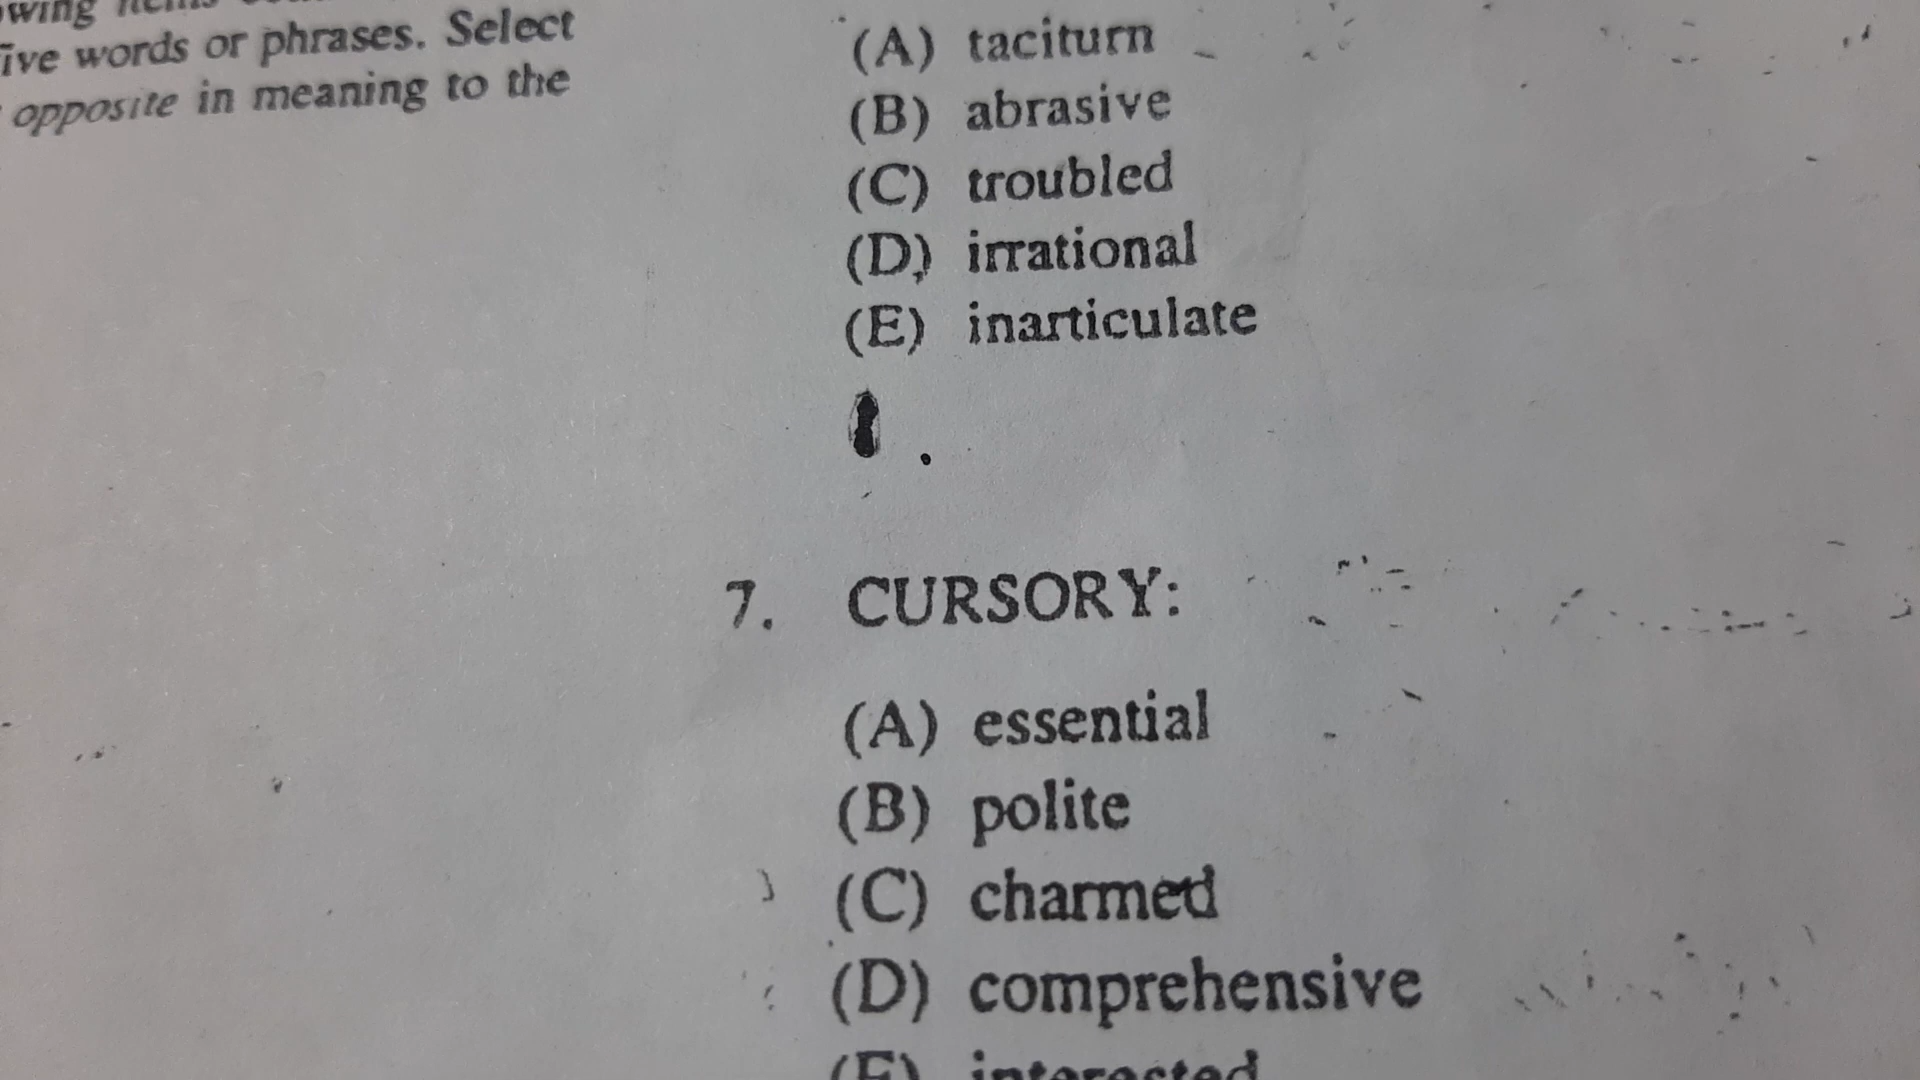 ive words or phrases. Select
opposite in meaning to the
(A) taciturn
(B) abrasive
(C) troubled
(D) irrational
(E) inarticulate
7. CURSORY:
(A) essential
(B) polite
(C) charmed
(D) comprehensive
(E) interested